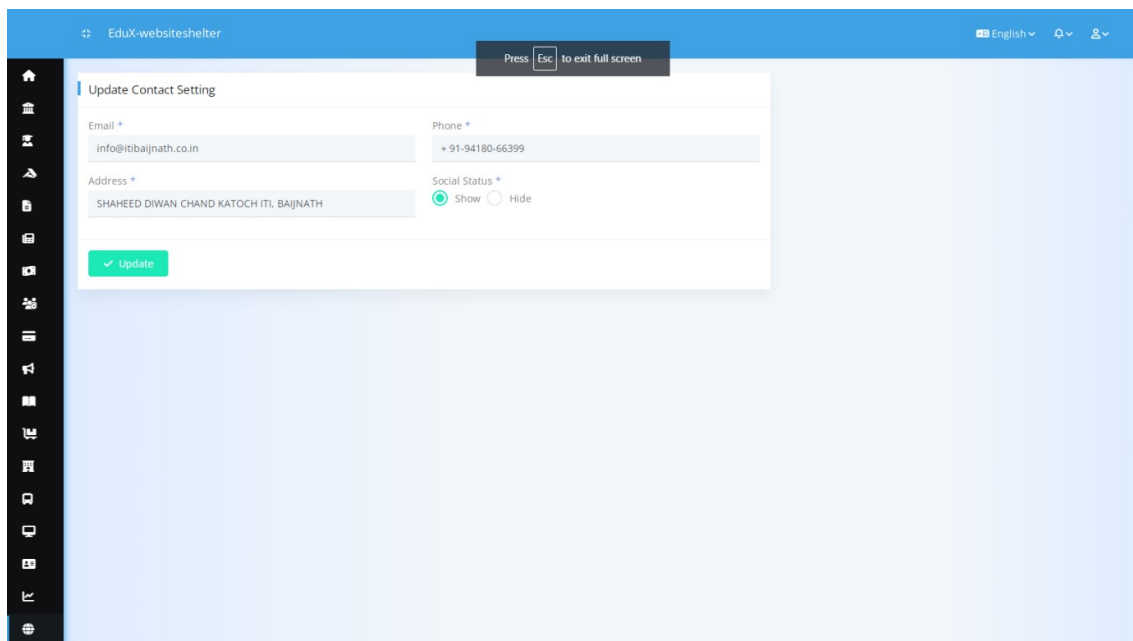 EduX-websiteshelter
English
Press Esc to exit full screen
Update Contact Setting
Email *
Phone *
info@itibaijnath.co.in
+ 91-94180-66399
Address *
Social Status *
SHAHEED DIWAN CHAND KATOCH ITI, BAIJNATH
Show Hide
Update